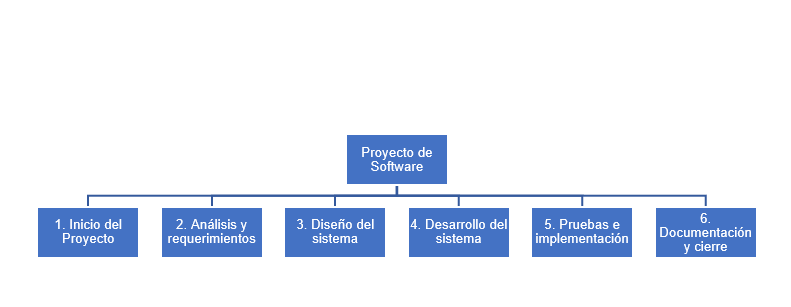 Proyecto de
Software
1. Inicio del
Proyecto
2. Análisis y
requerimientos
3. Diseño del
sistema
4. Desarrollo del
sistema
5. Pruebas e
implementación
6.
Documentación
y cierre